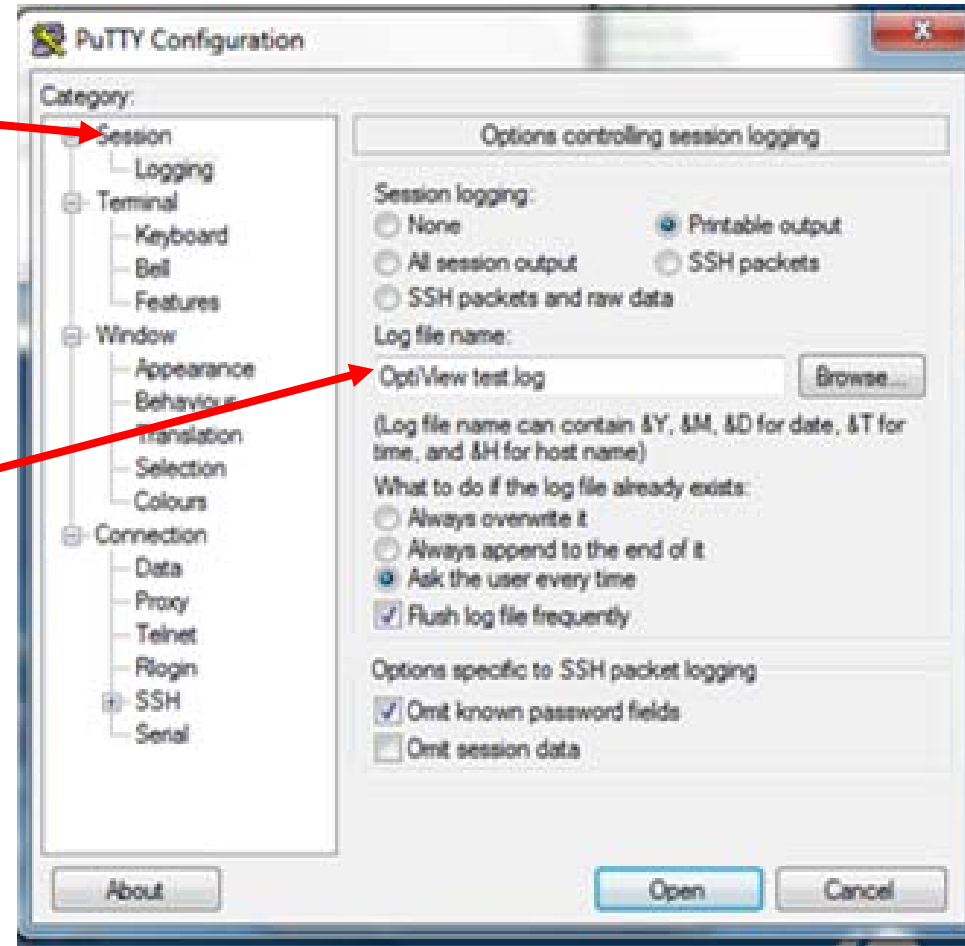 PuTTY Configuration
Category:
Session
Logging
Terminal
Keyboard
Bell
Features
Window
Appearance
Behaviour
Translation
Selection
Colours
Connection
Data
Proxy
Telnet
Rlogin
SSH
Serial
Options controlling session logging
Session logging:
None
Printable output
All session output
SSH packets
SSH packets and raw data
Log file name:
OptiView test.log
Browse...
(Log file name can contain &Y, &M, &D for date, &T for
time, and &H for host name)
What to do if the log file already exists:
Always overwrite it
Always append to the end of it
Ask the user every time
Flush log file frequently
Options specific to SSH packet logging
Omit known password fields
Omit session data
About
Open
Cancel